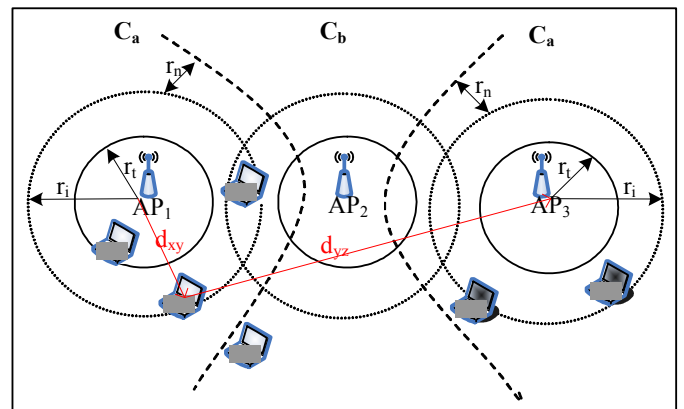 Ca Cb Ca
rn rn
rt rt
ri ri
AP1 AP2 AP3
dxy dyz